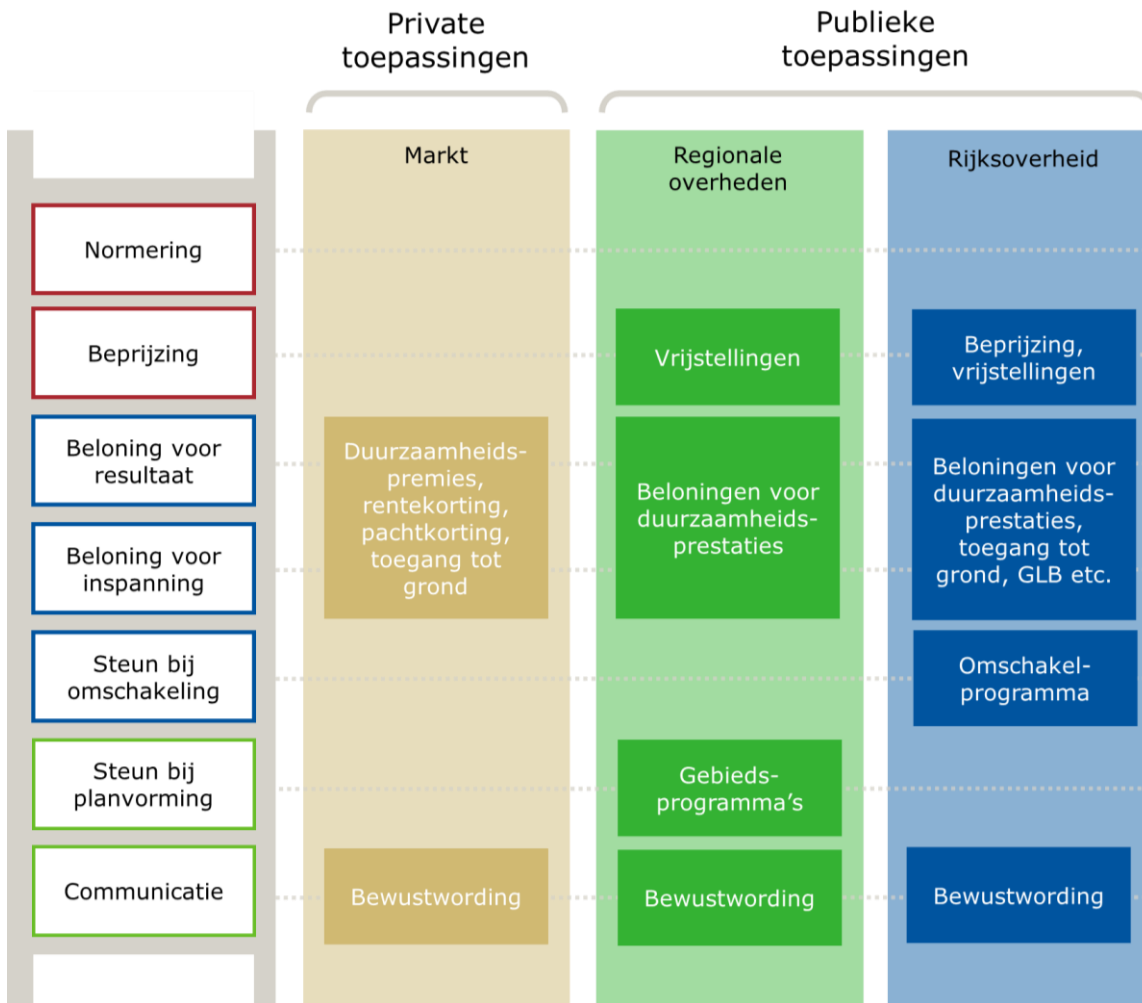 Private
toepassingen
Publieke
toepassingen
Markt
Regionale
overheden
Rijksoverheid
Normering
Beprijzing
Vrijstellingen
Beprijzing,
vrijstellingen
Beloning voor
resultaat
Beloning voor
inspanning
Duurzaamheids-
premies,
rentekorting,
pachtkorting,
toegang tot
grond
Beloningen voor
duurzaamheids-
prestaties
Beloningen voor
duurzaamheids-
prestaties,
toegang tot
grond, GLB etc.
Steun bij
omschakeling
Omschakel-
programma
Steun bij
planvorming
Gebieds-
programma's
Communicatie
Bewustwording
Bewustwording
Bewustwording